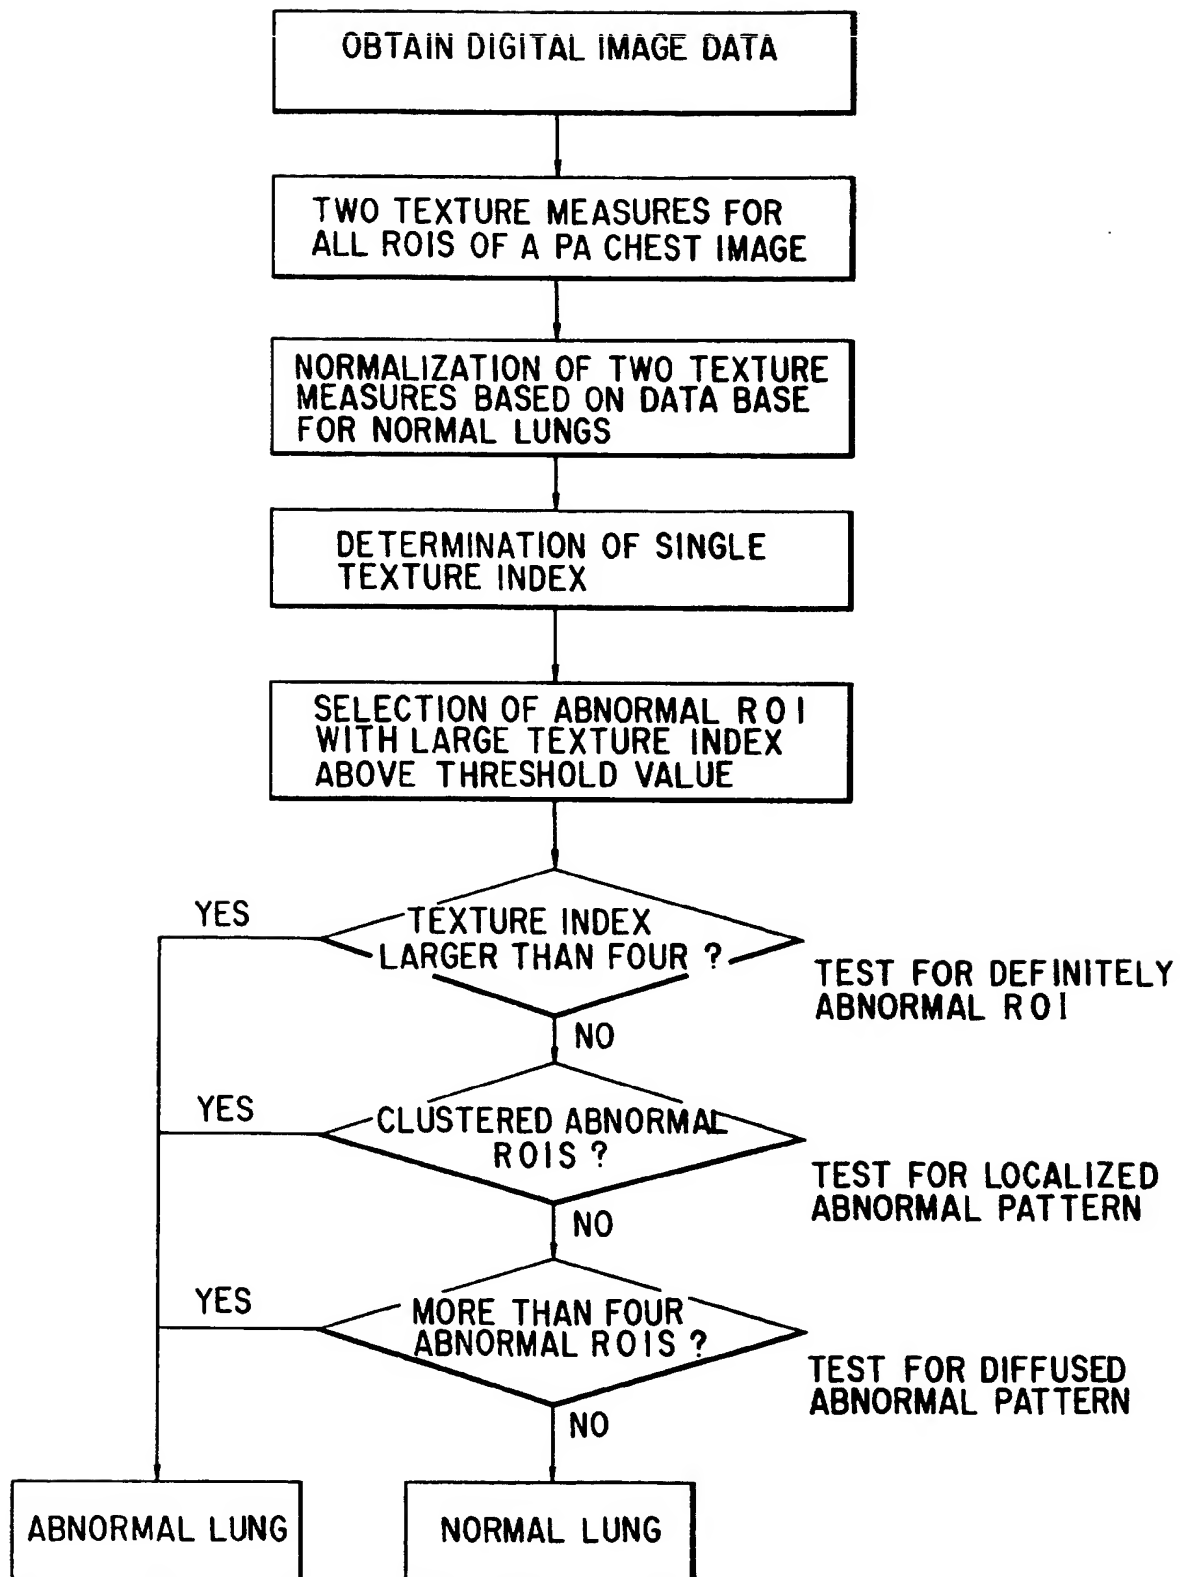 OBTAIN DIGITAL IMAGE DATA
TWO TEXTURE MEASURES FOR
ALL ROIS OF A PA CHEST IMAGE
NORMALIZATION OF TWO TEXTURE
MEASURES BASED ON DATA BASE
FOR NORMAL LUNGS
DETERMINATION OF SINGLE
TEXTURE INDEX
SELECTION OF ABNORMAL ROI
WITH LARGE TEXTURE INDEX
ABOVE THRESHOLD VALUE
YES
TEXTURE INDEX
LARGER THAN FOUR ?
TEST FOR DEFINITELY
ABNORMAL ROI
NO
YES
CLUSTERED ABNORMAL
ROIS ?
TEST FOR LOCALIZED
ABNORMAL PATTERN
NO
YES
MORE THAN FOUR
ABNORMAL ROIS ?
TEST FOR DIFFUSED
ABNORMAL PATTERN
NO
ABNORMAL LUNG
NORMAL LUNG